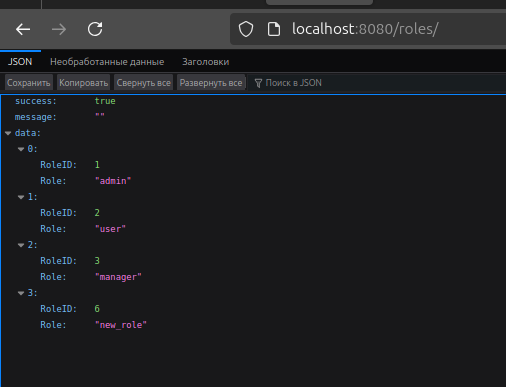 localhost:8080/roles/
JSON Необработанные данные Заголовки
Сохранить Копировать Свернуть все Развернуть все Поиск в JSON
success: true
message: ""
data:
0:
RoleID: 1
Role: "admin"
1:
RoleID: 2
Role: "user"
2:
RoleID: 3
Role: "manager"
3:
RoleID: 6
Role: "new_role"